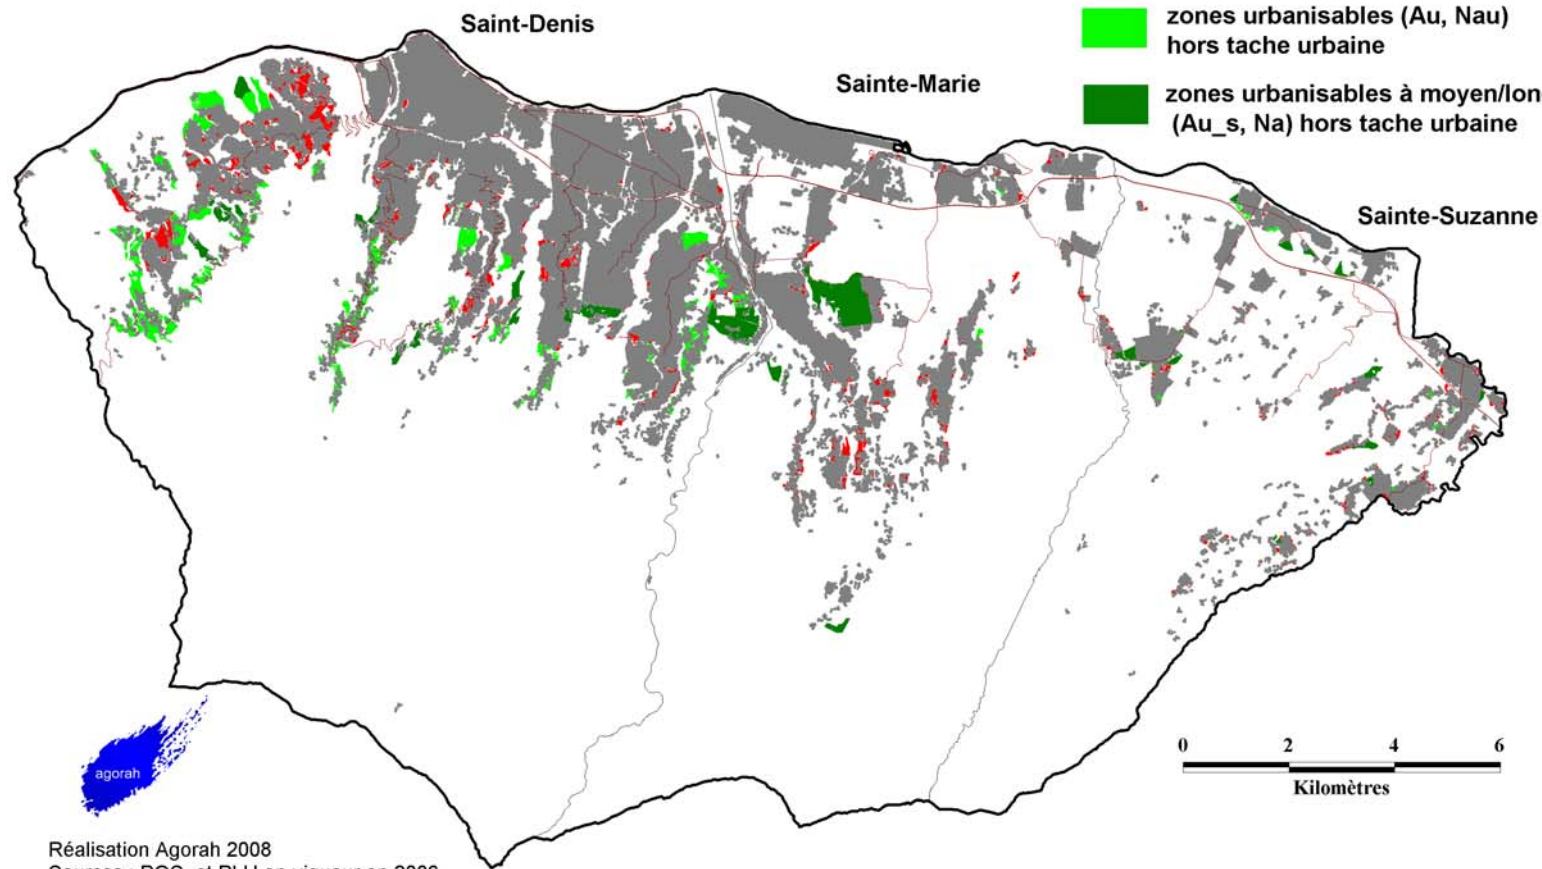 Saint-Denis
zones urbanisables (Au, Nau)
hors tache urbaine
Sainte-Marie
zones urbanisables à moyen/lon
(Au_s, Na) hors tache urbaine
Sainte-Suzanne
0 2 4 6
Kilomètres
agorah
Réalisation Agorah 2008